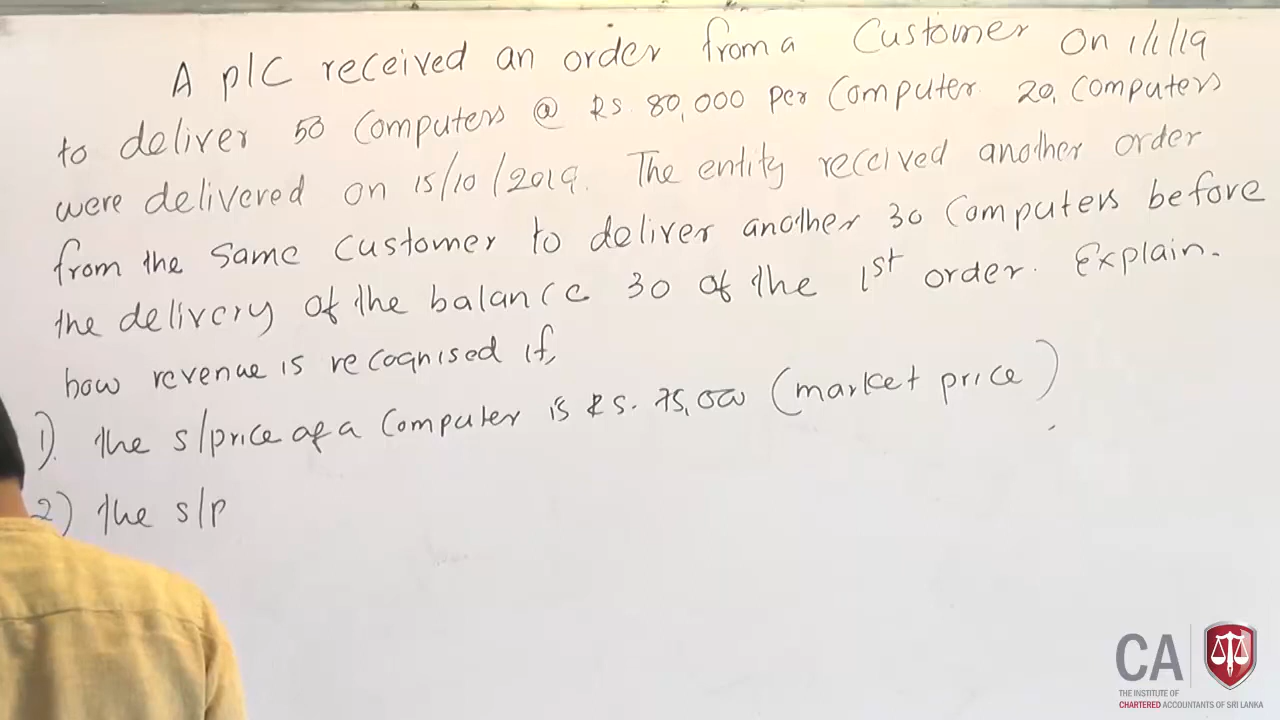 A plc received an order from a Customer On 1/1/19
to deliver 50 Computers @ Rs. 80,000 per Computer. 20, Computers
were delivered on 15/10/2019. The entity received another order
from the same customer to deliver another 30 Computers before
the delivery of the balance 30 of the 1st order. Explain.
how revenue is recognised if,
1). the s/price of a Computer is Rs. 75,000 (market price)
2) the s/p
CA
THE INSTITUTE OF
CHARTERED ACCOUNTANTS OF SRI LANKA